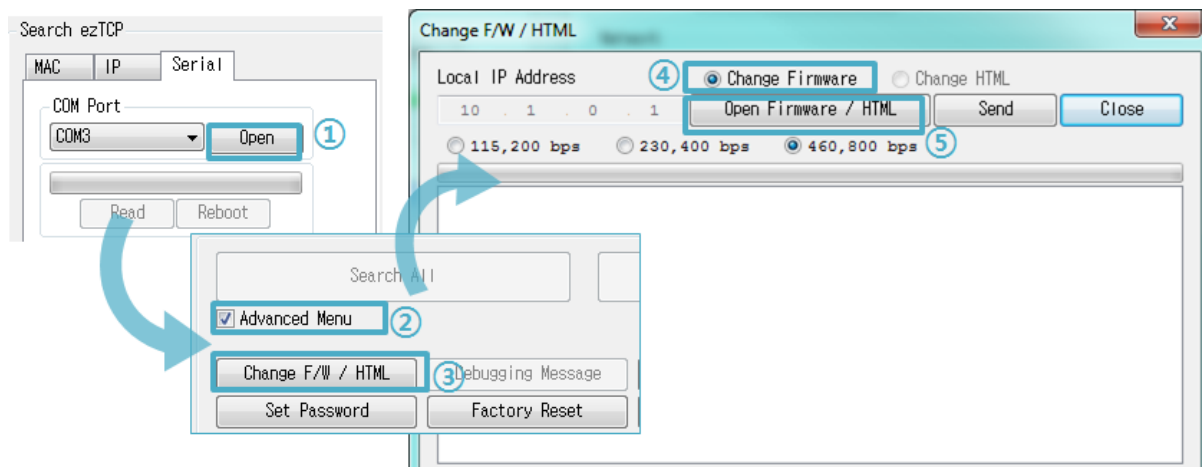 Search ezTCP
MAC IP Serial
COM Port
COM3 Open ①
Read Reboot
Search All
Advanced Menu ②
Change F/W / HTML ③ Debugging Message
Set Password Factory Reset
Change F/W / HTML
Local IP Address ④ Change Firmware Change HTML
10 . 1 . 0 . 1 Open Firmware / HTML Send Close
115,200 bps 230,400 bps 460,800 bps ⑤